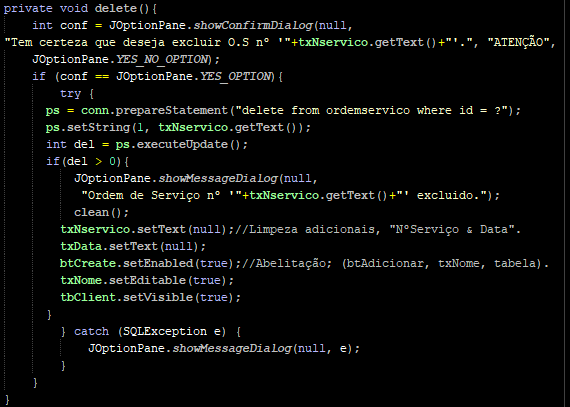 private void delete(){
int conf = JOptionPane.showConfirmDialog(null,
"Tem certeza que deseja excluir O.S nº '"+txNservico.getText()+"'.", "ATENÇÃO",
JOptionPane.YES_NO_OPTION);
if (conf == JOptionPane.YES_OPTION){
try {
ps = conn.prepareStatement("delete from ordemservico where id = ?");
ps.setString(1, txNservico.getText());
int del = ps.executeUpdate();
if(del > 0){
JOptionPane.showMessageDialog(null,
"Ordem de Serviço nº '"+txNservico.getText()+"' excluido.");
clean();
txNservico.setText(null);//Limpeza adicionais, "NºServiço & Data".
txData.setText(null);
btCreate.setEnabled(true);//Abelitação; (btAdicionar, txNome, tabela).
txNome.setEditable(true);
tbClient.setVisible(true);
}
} catch (SQLException e) {
JOptionPane.showMessageDialog(null, e);
}
}
}